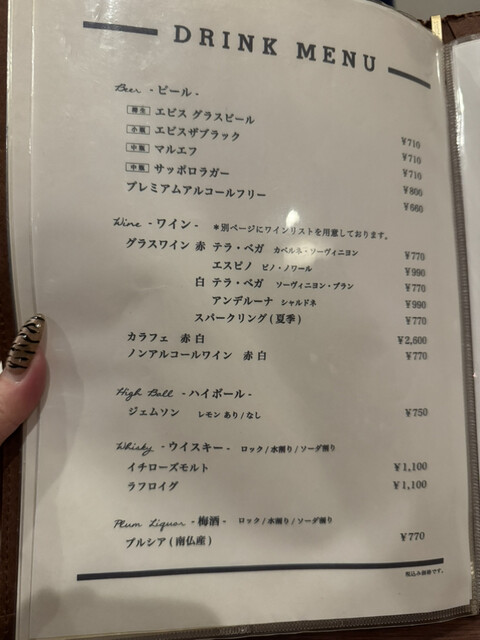 DRINK MENU
Beer - ビール -
樽生 エビス グラスビール ¥710
小瓶 エビスザブラック ¥710
中瓶 マルエフ ¥710
中瓶 サッポロラガー ¥800
プレミアムアルコールフリー ¥660
Wine - ワイン - *別ページにワインリストを用意しております。
グラスワイン 赤 テラ・ベガ カベルネ・ソーヴィニヨン ¥770
エスピノ ピノ・ノワール ¥990
白 テラ・ベガ ソーヴィニヨン・ブラン ¥770
アンデルーナ シャルドネ ¥990
スパークリング (夏季) ¥770
カラフェ 赤 白 ¥2,600
ノンアルコールワイン 赤 白 ¥770
High Ball - ハイボール -
ジェムソン レモン あり / なし ¥750
Whisky - ウイスキー - ロック / 水割り / ソーダ割り
イチローズモルト ¥1,100
ラフロイグ ¥1,100
Plum Liquor - 梅酒 - ロック / 水割り / ソーダ割り
ブルシア (南仏産) ¥770
税込み価格です。